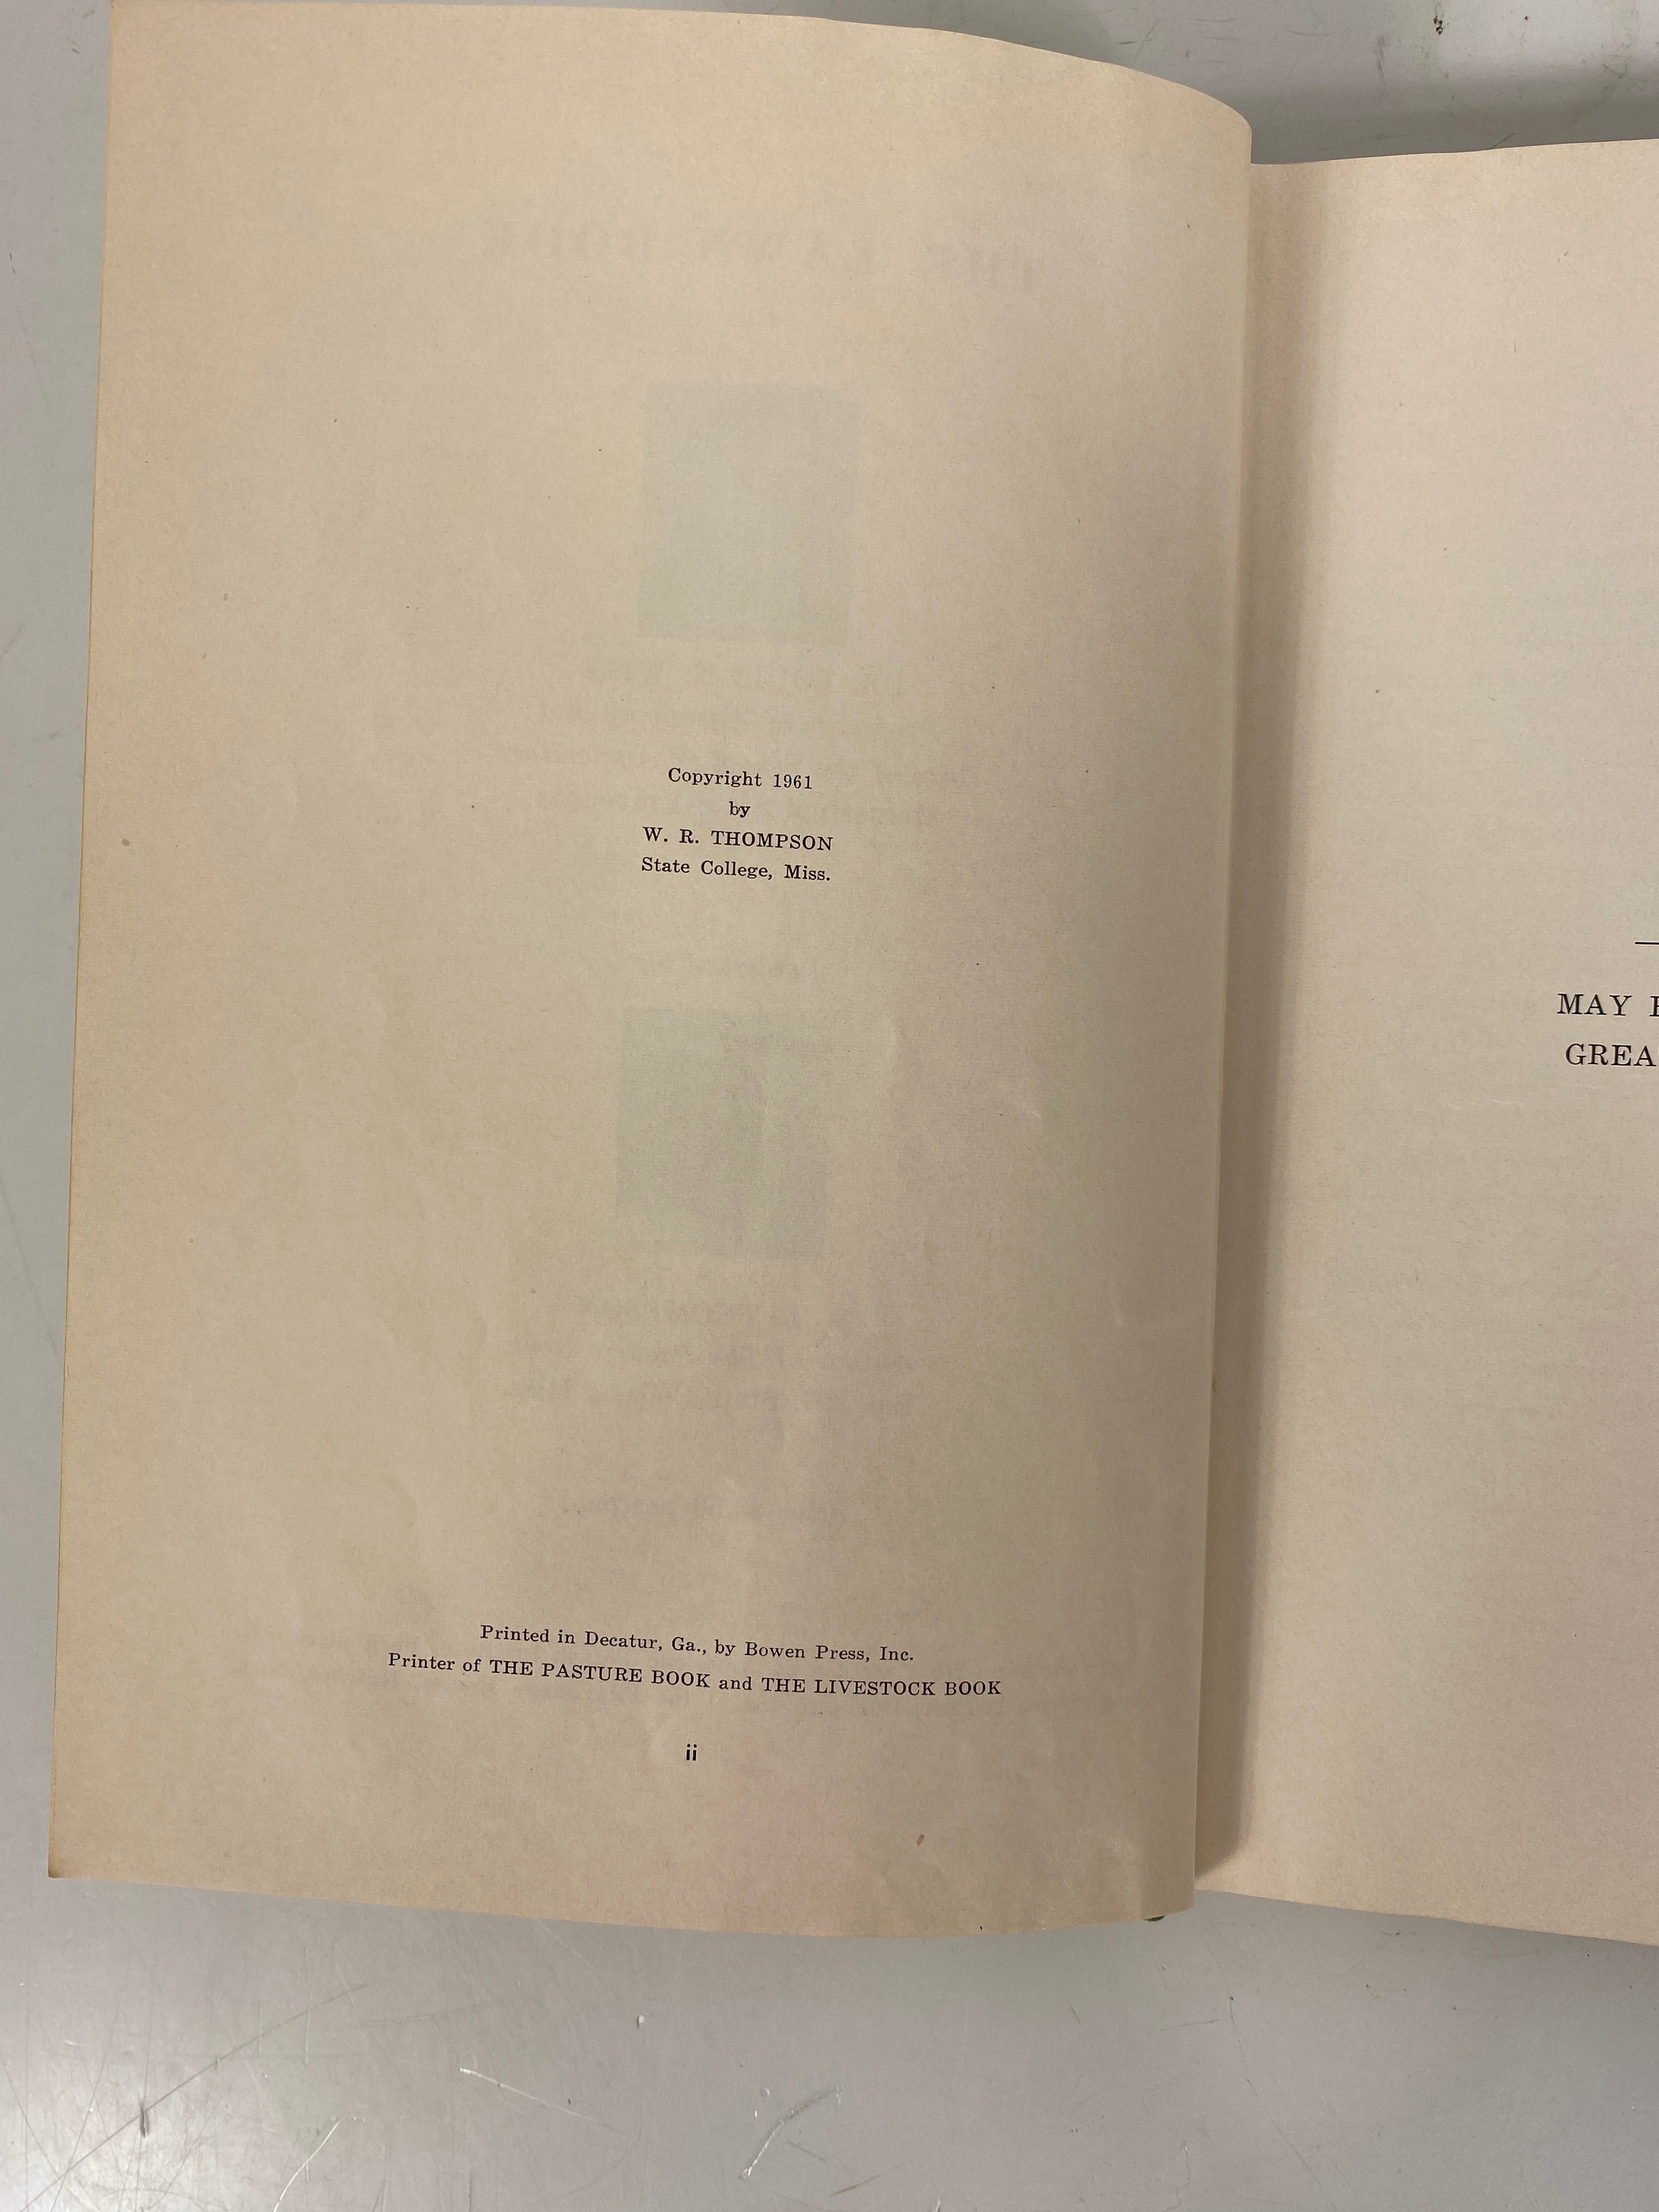 Copyright 1961
by
W. R. THOMPSON
State College, Miss.
Printed in Decatur, Ga., by Bowen Press, Inc.
Printer of THE PASTURE BOOK and THE LIVESTOCK BOOK
ii
MAY
GREA